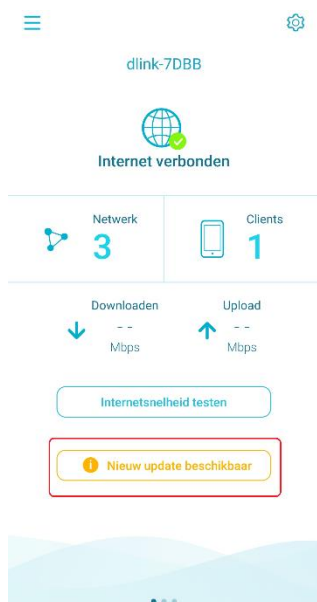 dlink-7DBB
Internet verbonden
Netwerk
3
Clients
1
Downloaden
- -
Mbps
Upload
- -
Mbps
Internetsnelheid testen
Nieuw update beschikbaar